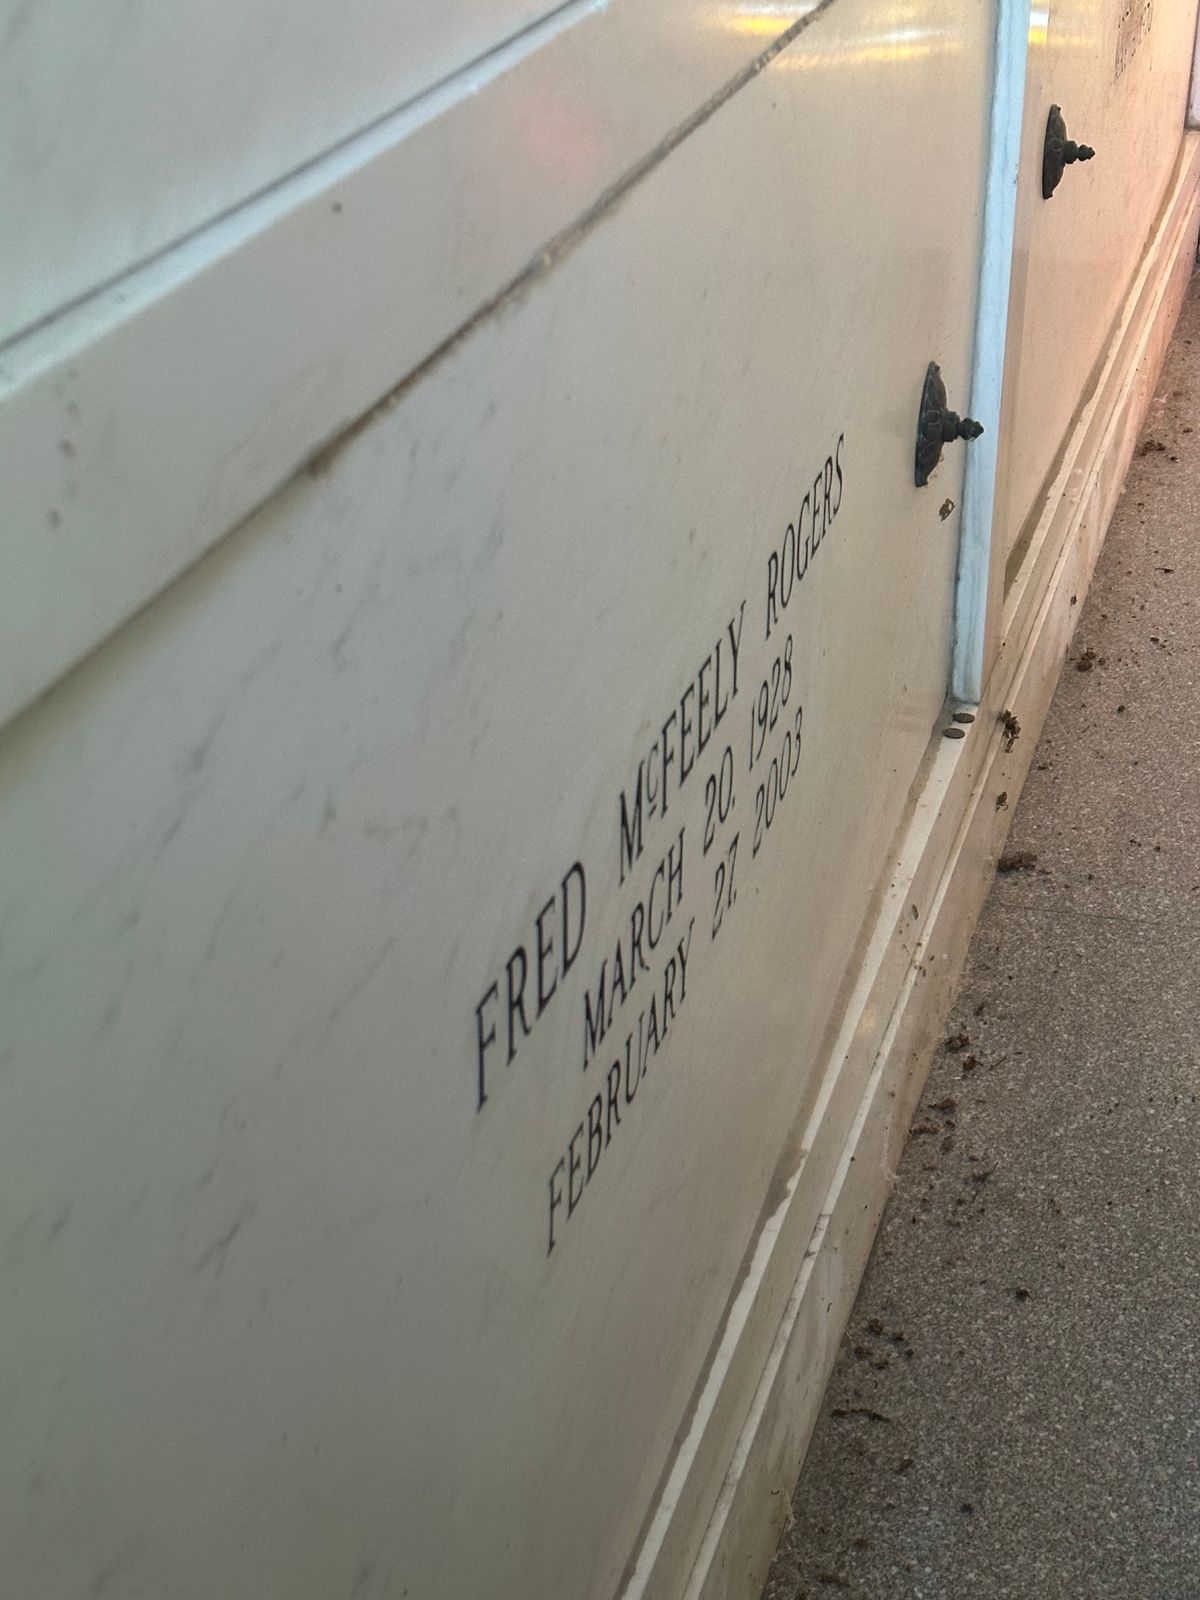 FRED McFEELY ROGERS
MARCH 20, 1928
FEBRUARY 27, 2003